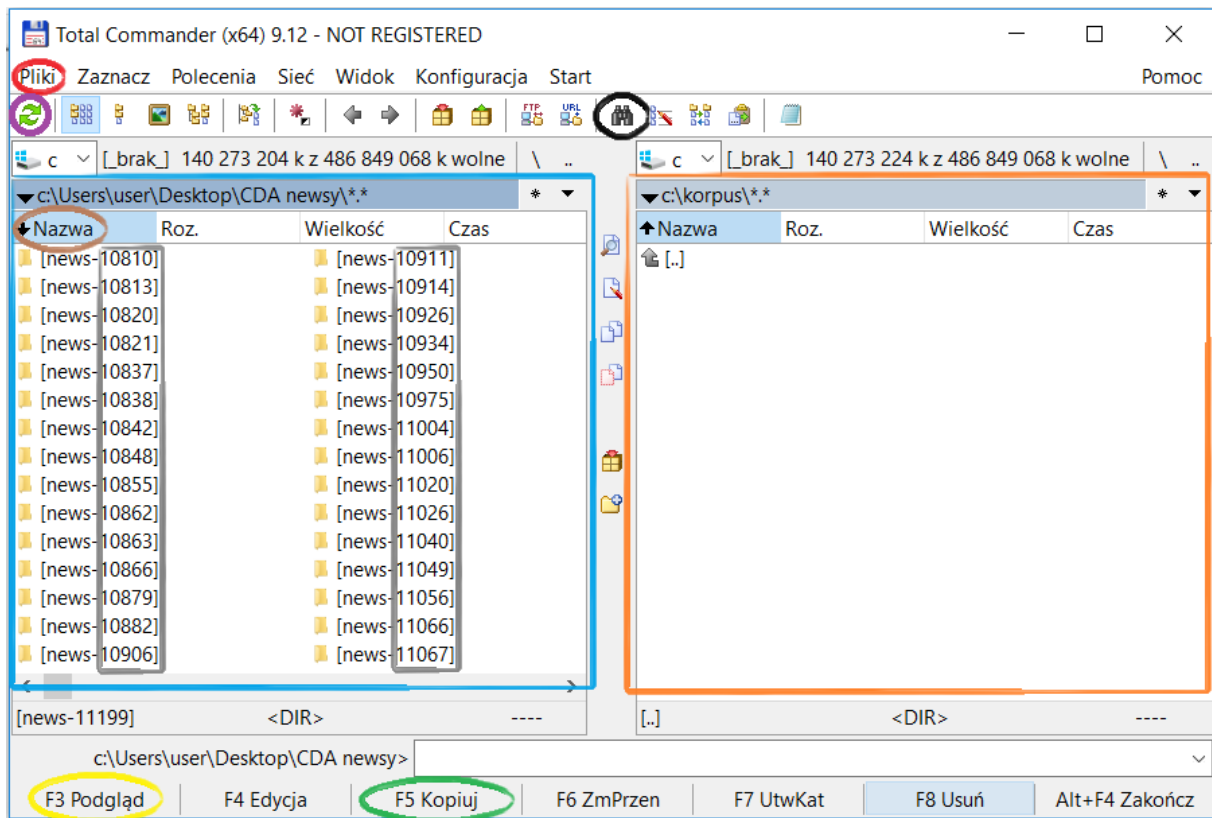 Total Commander (x64) 9.12 - NOT REGISTERED
Pliki Zaznacz Polecenia Sieć Widok Konfiguracja Start Pomoc
FTP URL
c [_brak_] 140 273 204 k z 486 849 068 k wolne \ .. c [_brak_] 140 273 224 k z 486 849 068 k wolne \ ..
c:\Users\user\Desktop\CDA newsy\*.* * c:\korpus\*.* *
Nazwa Roz. Wielkość Czas Nazwa Roz. Wielkość Czas
[news-10810] [news-10911] [..]
[news-10813] [news-10914]
[news-10820] [news-10926]
[news-10821] [news-10934]
[news-10837] [news-10950]
[news-10838] [news-10975]
[news-10842] [news-11004]
[news-10848] [news-11006]
[news-10855] [news-11020]
[news-10862] [news-11026]
[news-10863] [news-11040]
[news-10866] [news-11049]
[news-10879] [news-11056]
[news-10882] [news-11066]
[news-10906] [news-11067]
[news-11199] <DIR> ---- [..] <DIR> ----
c:\Users\user\Desktop\CDA newsy>
F3 Podgląd F4 Edycja F5 Kopiuj F6 ZmPrzen F7 UtwKat F8 Usuń Alt+F4 Zakończ